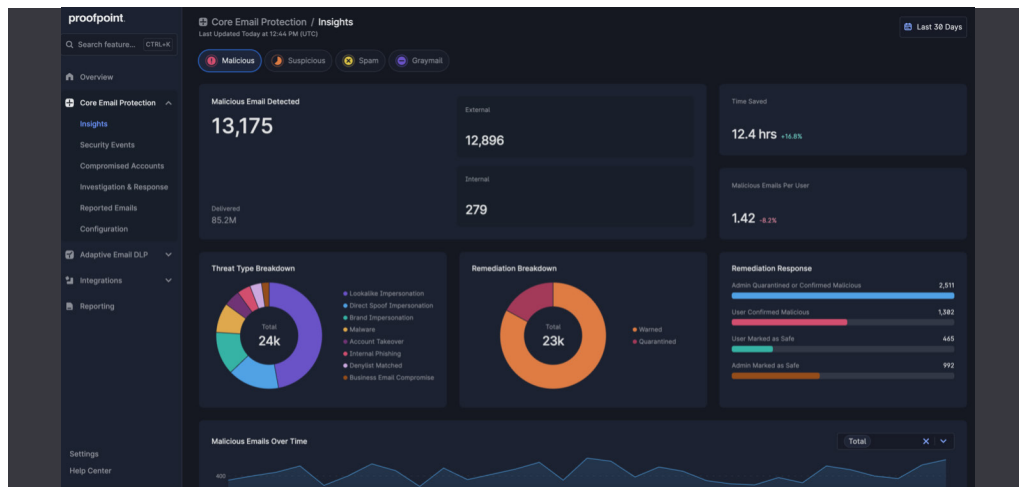 proofpoint.
Search feature... CTRL+K
Overview
Core Email Protection
Insights
Security Events
Compromised Accounts
Investigation & Response
Reported Emails
Configuration
Adaptive Email DLP
Integrations
Reporting
Settings
Help Center
Core Email Protection / Insights
Last Updated Today at 12:44 PM (UTC)
Last 30 Days
Malicious
Suspicious
Spam
Graymail
Malicious Email Detected
13,175
Delivered
85.2M
External
12,896
Internal
279
Time Saved
12.4 hrs +16.8%
Malicious Emails Per User
1.42 -8.2%
Threat Type Breakdown
Total
24k
Lookalike Impersonation
Direct Spoof Impersonation
Brand Impersonation
Malware
Account Takeover
Internal Phishing
Denylist Matched
Business Email Compromise
Remediation Breakdown
Total
23k
Warned
Quarantined
Remediation Response
Admin Quarantined or Confirmed Malicious 2,511
User Confirmed Malicious 1,382
User Marked as Safe 465
Admin Marked as Safe 992
Malicious Emails Over Time
Total
400